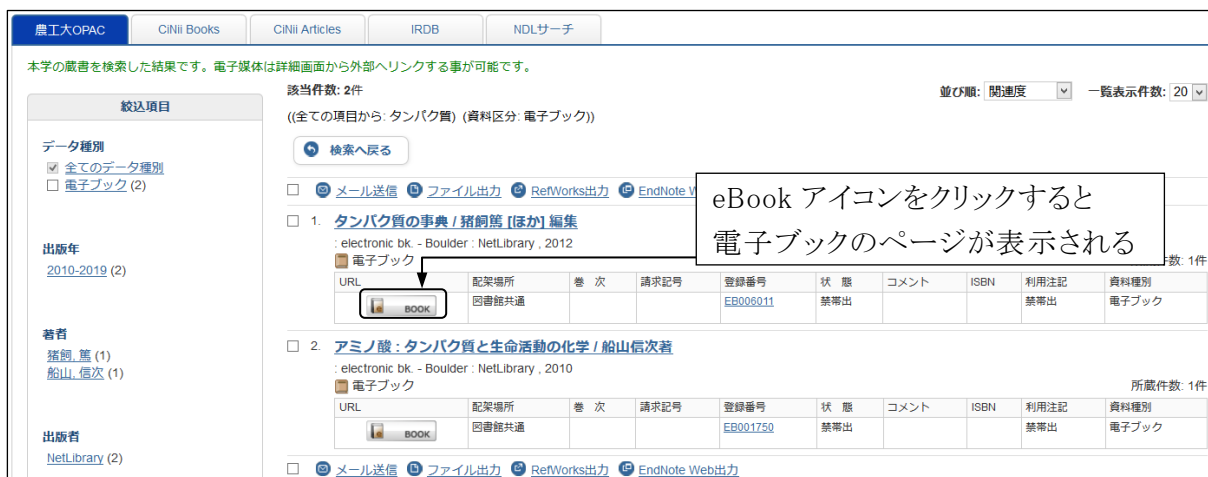 農工大OPAC CiNii Books CiNii Articles IRDB NDLサーチ
本学の蔵書を検索した結果です。電子媒体は詳細画面から外部へリンクする事が可能です。
絞込項目
データ種別
全てのデータ種別
電子ブック (2)
出版年
2010-2019 (2)
著者
猪飼, 篤 (1)
船山, 信次 (1)
出版者
NetLibrary (2)
該当件数: 2件
並び順: 関連度 一覧表示件数: 20
((全ての項目から: タンパク質) (資料区分: 電子ブック))
検索へ戻る
メール送信 ファイル出力 RefWorks出力 EndNote W
eBook アイコンをクリックすると
電子ブックのページが表示される
1. タンパク質の事典 / 猪飼篤 [ほか] 編集
: electronic bk. - Boulder : NetLibrary , 2012
電子ブック
数: 1件
URL 配架場所 巻 次 請求記号 登録番号 状 態 コメント ISBN 利用注記 資料種別
BOOK 図書館共通 EB006011 禁帯出 禁帯出 電子ブック
2. アミノ酸 : タンパク質と生命活動の化学 / 船山信次著
: electronic bk. - Boulder : NetLibrary , 2010
電子ブック
所蔵件数: 1件
URL 配架場所 巻 次 請求記号 登録番号 状 態 コメント ISBN 利用注記 資料種別
BOOK 図書館共通 EB001750 禁帯出 禁帯出 電子ブック
メール送信 ファイル出力 RefWorks出力 EndNote Web出力